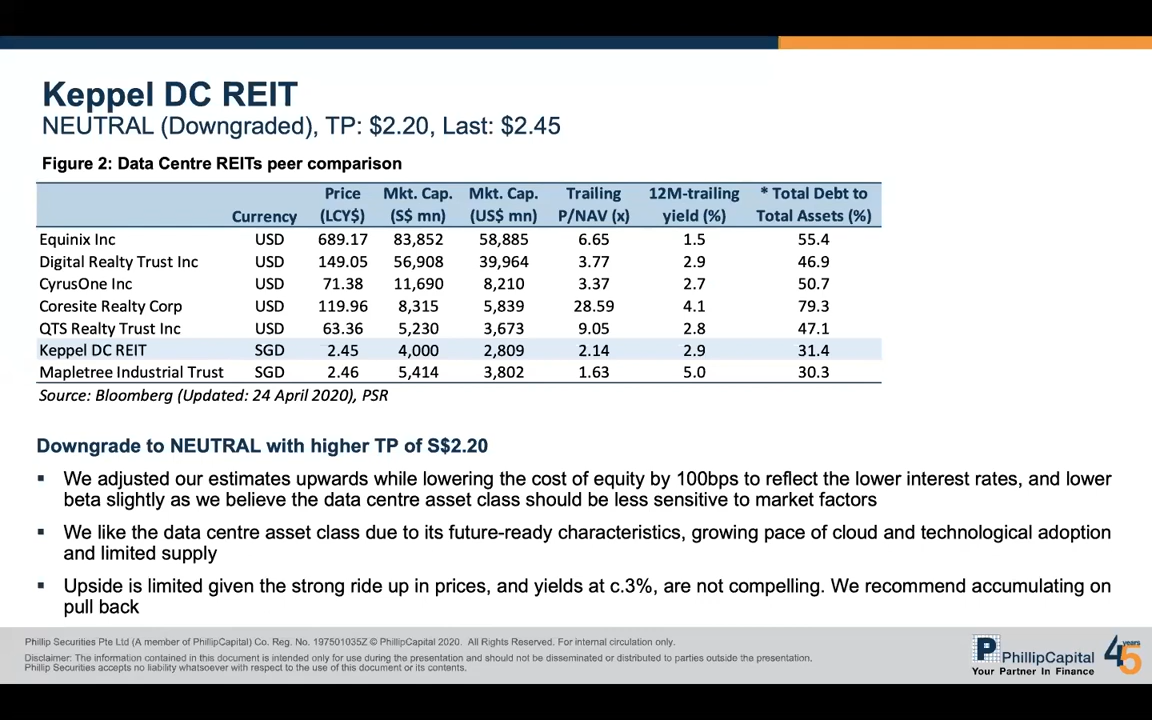 Keppel DC REIT
NEUTRAL (Downgraded), TP: $2.20, Last: $2.45
Figure 2: Data Centre REITs peer comparison
Currency Price (LCY$) Mkt. Cap. (S$ mn) Mkt. Cap. (US$ mn) Trailing P/NAV (x) 12M-trailing yield (%) * Total Debt to Total Assets (%)
Equinix Inc USD 689.17 83,852 58,885 6.65 1.5 55.4
Digital Realty Trust Inc USD 149.05 56,908 39,964 3.77 2.9 46.9
CyrusOne Inc USD 71.38 11,690 8,210 3.37 2.7 50.7
Coresite Realty Corp USD 119.96 8,315 5,839 28.59 4.1 79.3
QTS Realty Trust Inc USD 63.36 5,230 3,673 9.05 2.8 47.1
Keppel DC REIT SGD 2.45 4,000 2,809 2.14 2.9 31.4
Mapletree Industrial Trust SGD 2.46 5,414 3,802 1.63 5.0 30.3
Source: Bloomberg (Updated: 24 April 2020), PSR
Downgrade to NEUTRAL with higher TP of S$2.20
▪ We adjusted our estimates upwards while lowering the cost of equity by 100bps to reflect the lower interest rates, and lower
beta slightly as we believe the data centre asset class should be less sensitive to market factors
▪ We like the data centre asset class due to its future-ready characteristics, growing pace of cloud and technological adoption
and limited supply
▪ Upside is limited given the strong ride up in prices, and yields at c.3%, are not compelling. We recommend accumulating on
pull back
Phillip Securities Pte Ltd (A member of PhillipCapital) Co. Reg. No. 197501035Z © PhillipCapital 2020. All Rights Reserved. For internal circulation only.
Disclaimer: The information contained in this document is intended only for use during the presentation and should not be disseminated or distributed to parties outside the presentation.
Phillip Securities accepts no liability whatsoever with respect to the use of this document or its contents.
P PhillipCapital
Your Partner In Finance
45 years